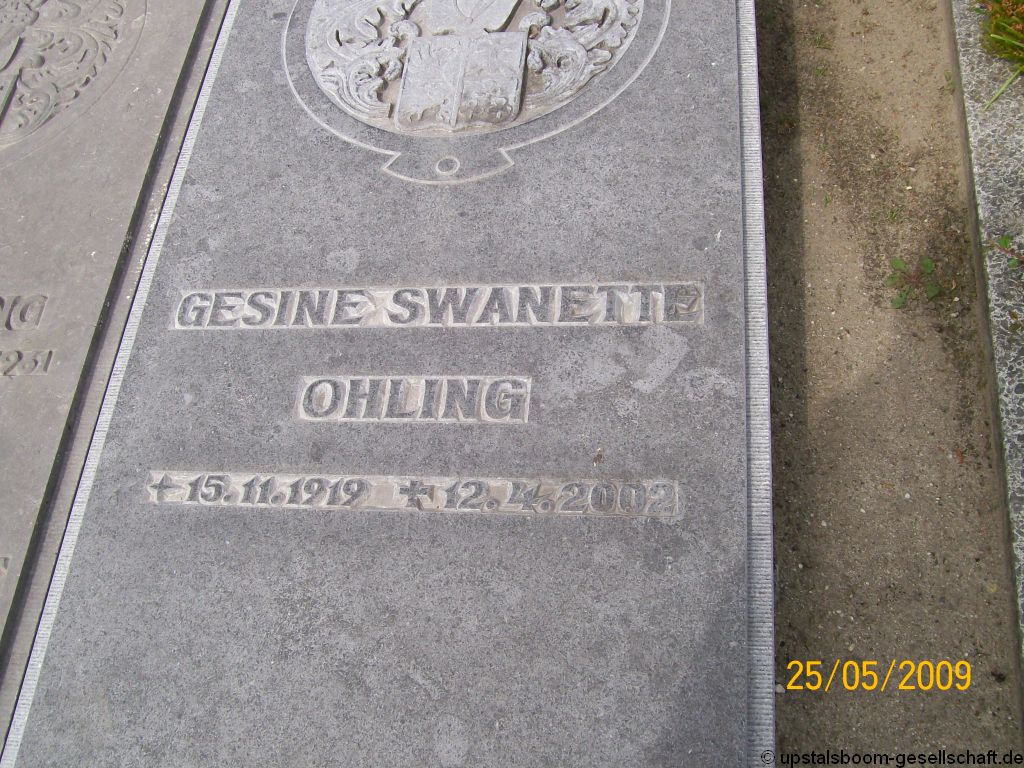 GESINE SWANETTE
OHLING
+15.11.1919 +12.4.2002
25/05/2009
© upstalsboom-gesellschaft.de